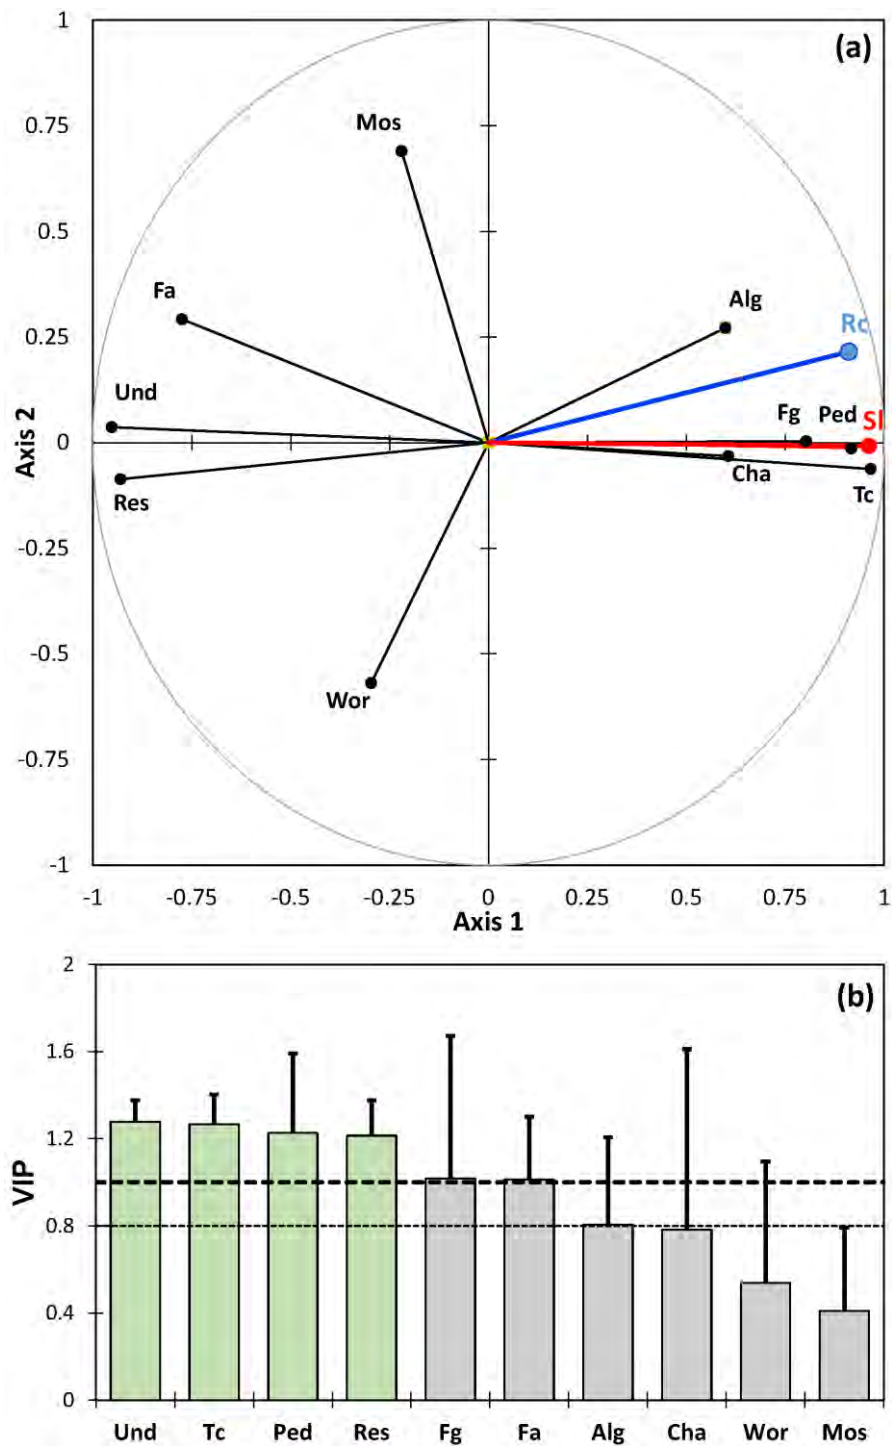 1
(a)
Mos
0.75
0.5
Fa
Alg
0.25
Rc
Und
Fg Ped Sl
0
Axis 2
Res
Cha
Tc
-0.25
-0.5
Wor
-0.75
-1
-1 -0.75 -0.5 -0.25 0 0.25 0.5 0.75 1
Axis 1
2
(b)
1.6
1.2
VIP
0.8
0.4
0
Und Tc Ped Res Fg Fa Alg Cha Wor Mos